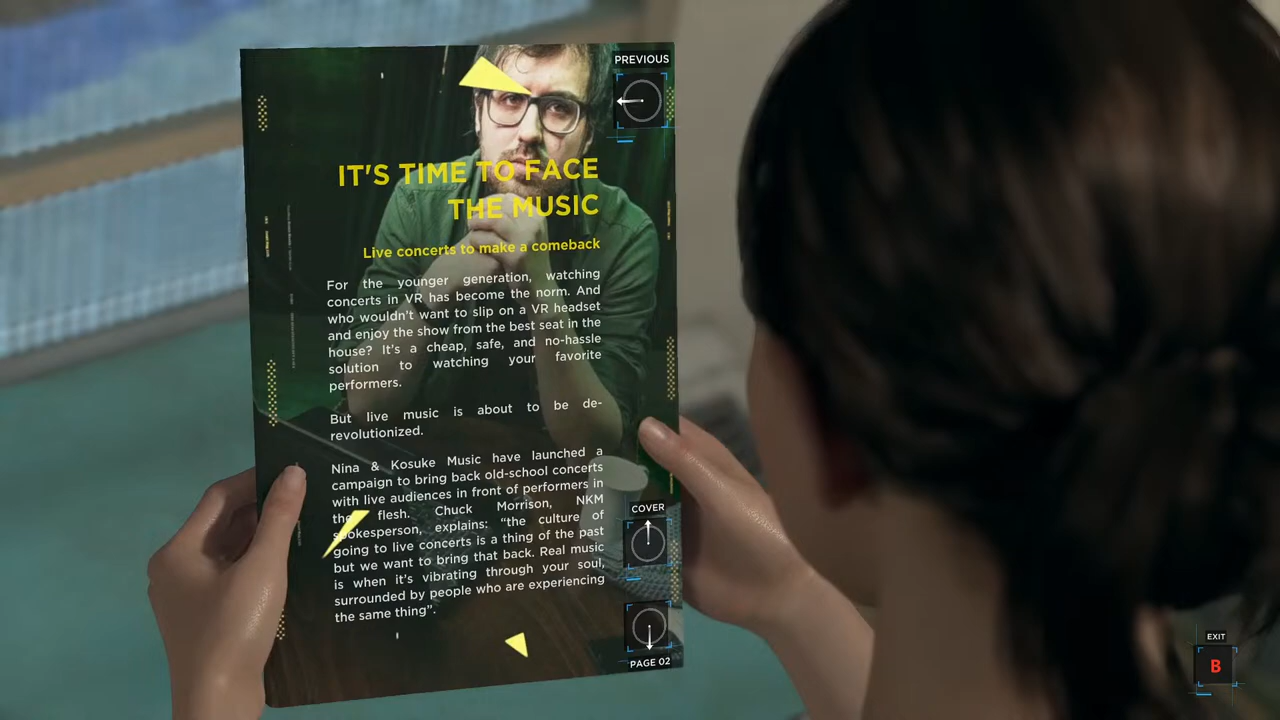 PREVIOUS
IT'S TIME TO FACE
THE MUSIC
Live concerts to make a comeback
For the younger generation, watching
concerts in VR has become the norm. And
who wouldn't want to slip on a VR headset
and enjoy the show from the best seat in the
house? It's a cheap, safe, and no-hassle
solution to watching your favorite
performers.
But live music is about to be de-
revolutionized.
Nina & Kosuke Music have launched a
campaign to bring back old-school concerts
with live audiences in front of performers in
the flesh. Chuck Morrison, NKM
spokesperson, explains: "the culture of
going to live concerts is a thing of the past
but we want to bring that back. Real music
is when it's vibrating through your soul,
surrounded by people who are experiencing
the same thing".
COVER
PAGE 02
EXIT
B